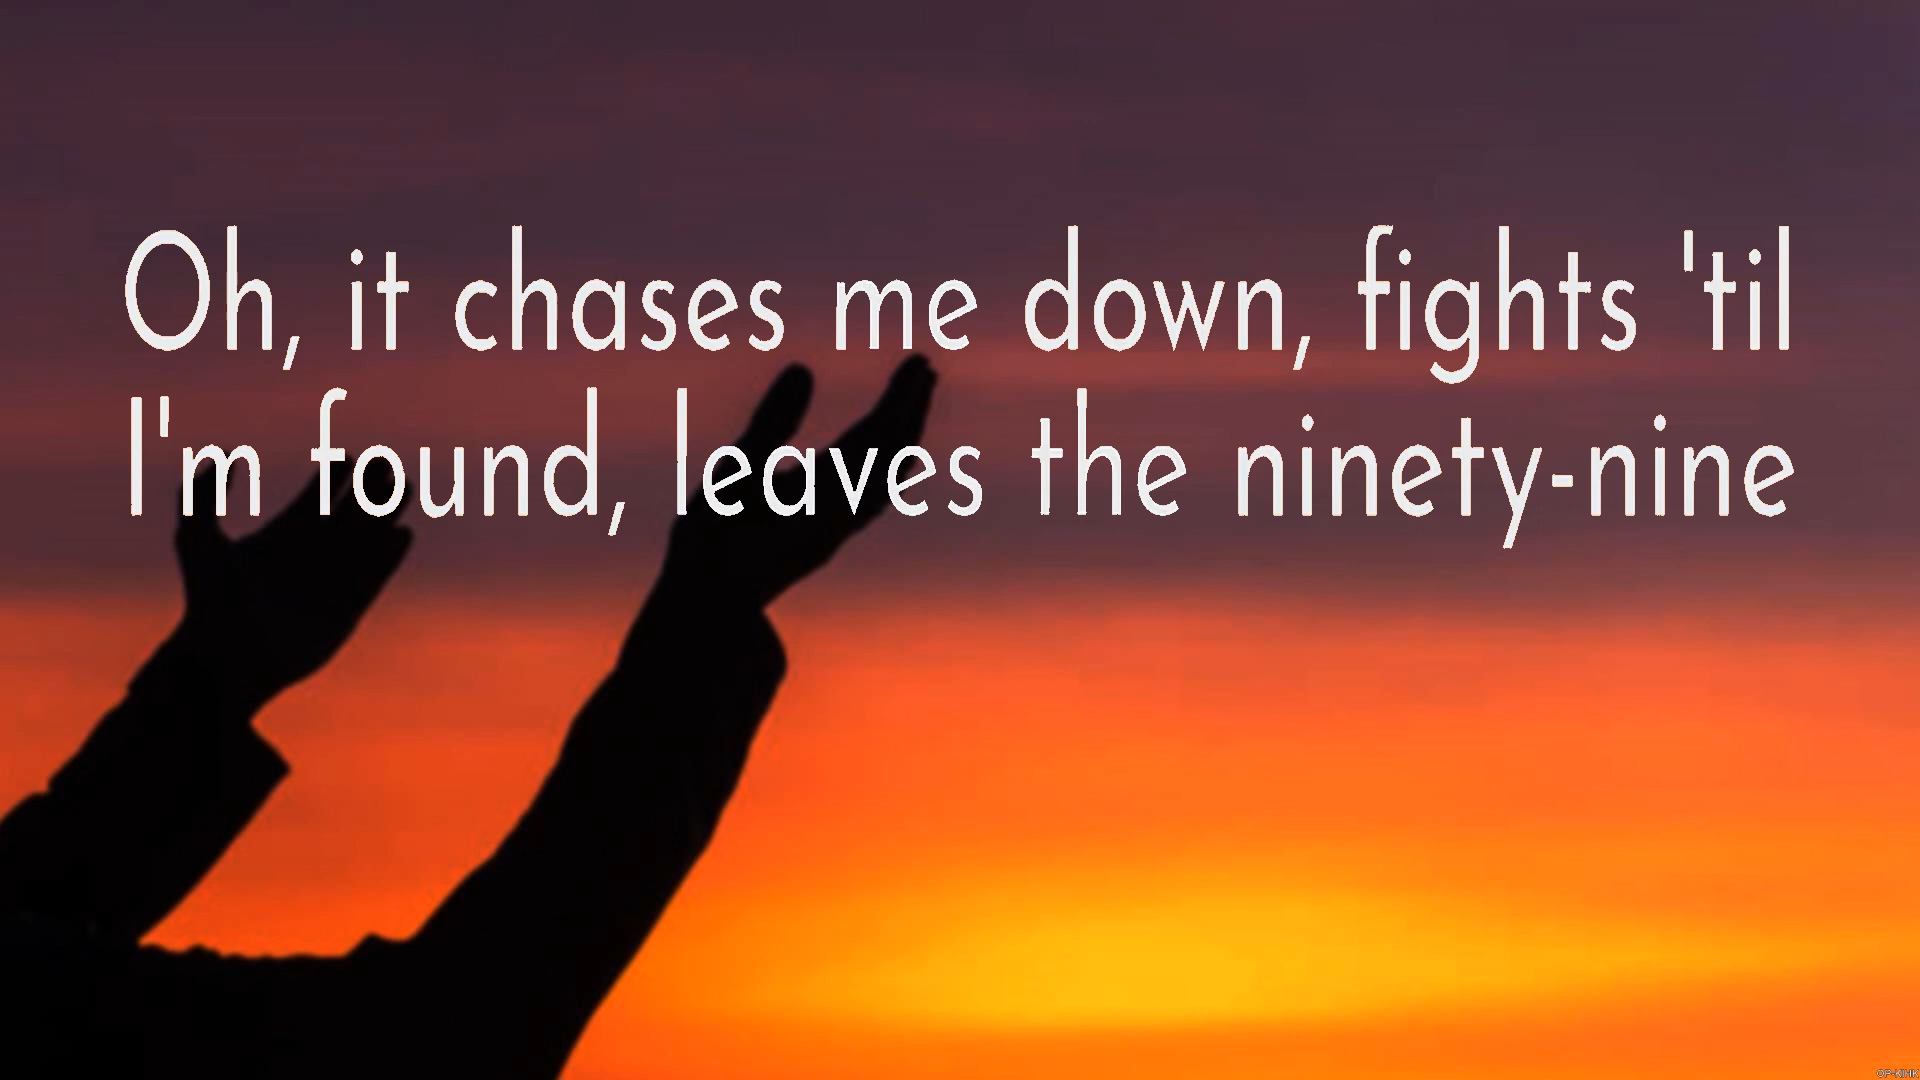 Oh, it chases me down, fights 'til
I'm found, leaves the ninety-nine